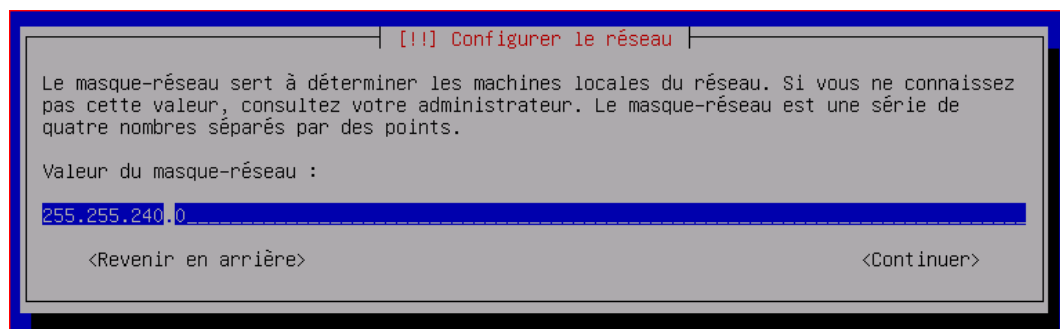 [!!] Configurer le réseau
Le masque-réseau sert à déterminer les machines locales du réseau. Si vous ne connaissez
pas cette valeur, consultez votre administrateur. Le masque-réseau est une série de
quatre nombres séparés par des points.
Valeur du masque-réseau :
255.255.240.0____________________________________________________________________________
<Revenir en arrière> <Continuer>